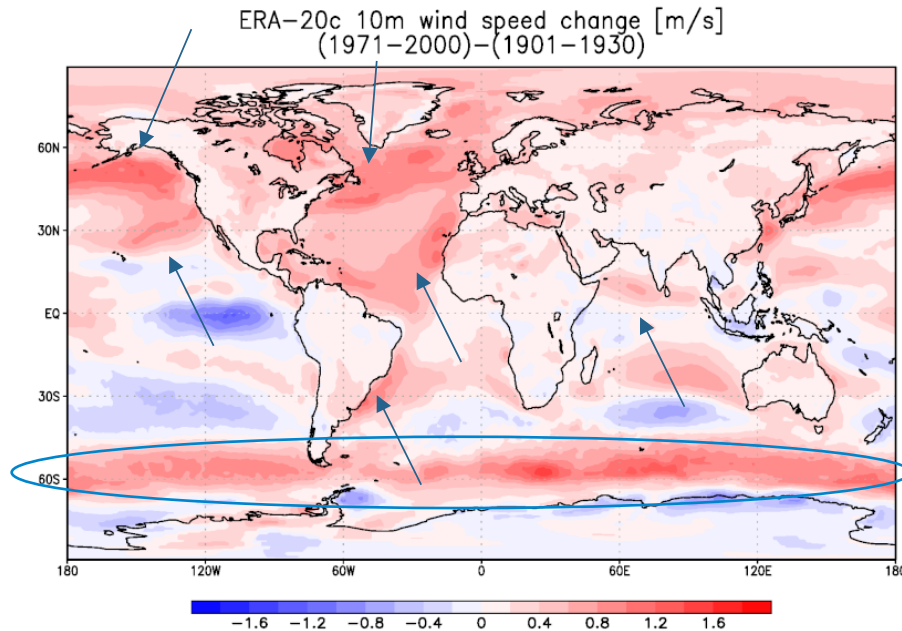 ERA-20c 10m wind speed change [m/s]
(1971-2000)-(1901-1930)
60N
30N
EQ
30S
60S
180 120W 60W 0 60E 120E 180
-1.6 -1.2 -0.8 -0.4 0 0.4 0.8 1.2 1.6